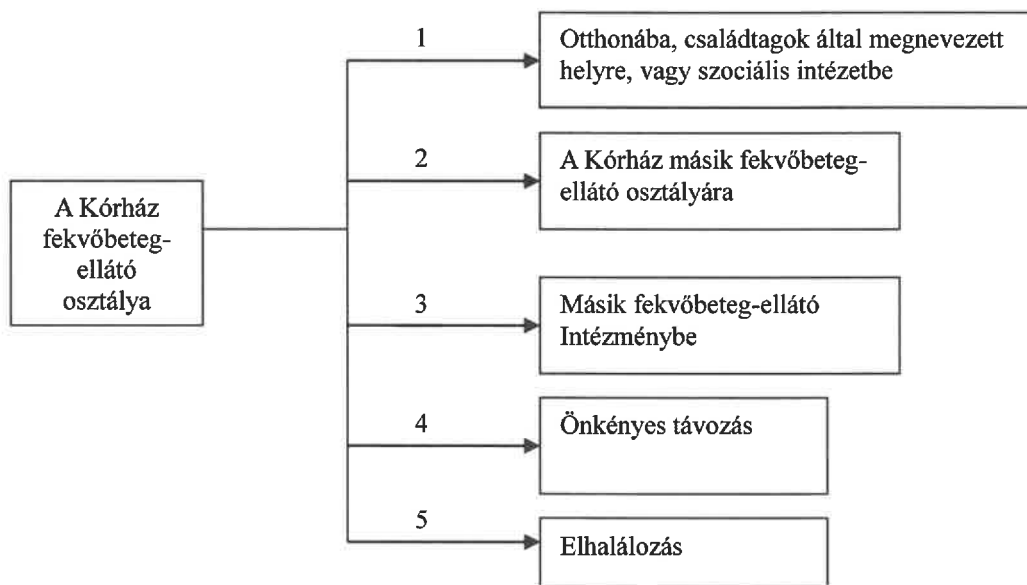 A Kórház
fekvőbeteg-
ellátó
osztálya
1
Otthonába, családtagok által megnevezett
helyre, vagy szociális intézetbe
2
A Kórház másik fekvőbeteg-
ellátó osztályára
3
Másik fekvőbeteg-ellátó
Intézménybe
4
Önkényes távozás
5
Elhalálozás